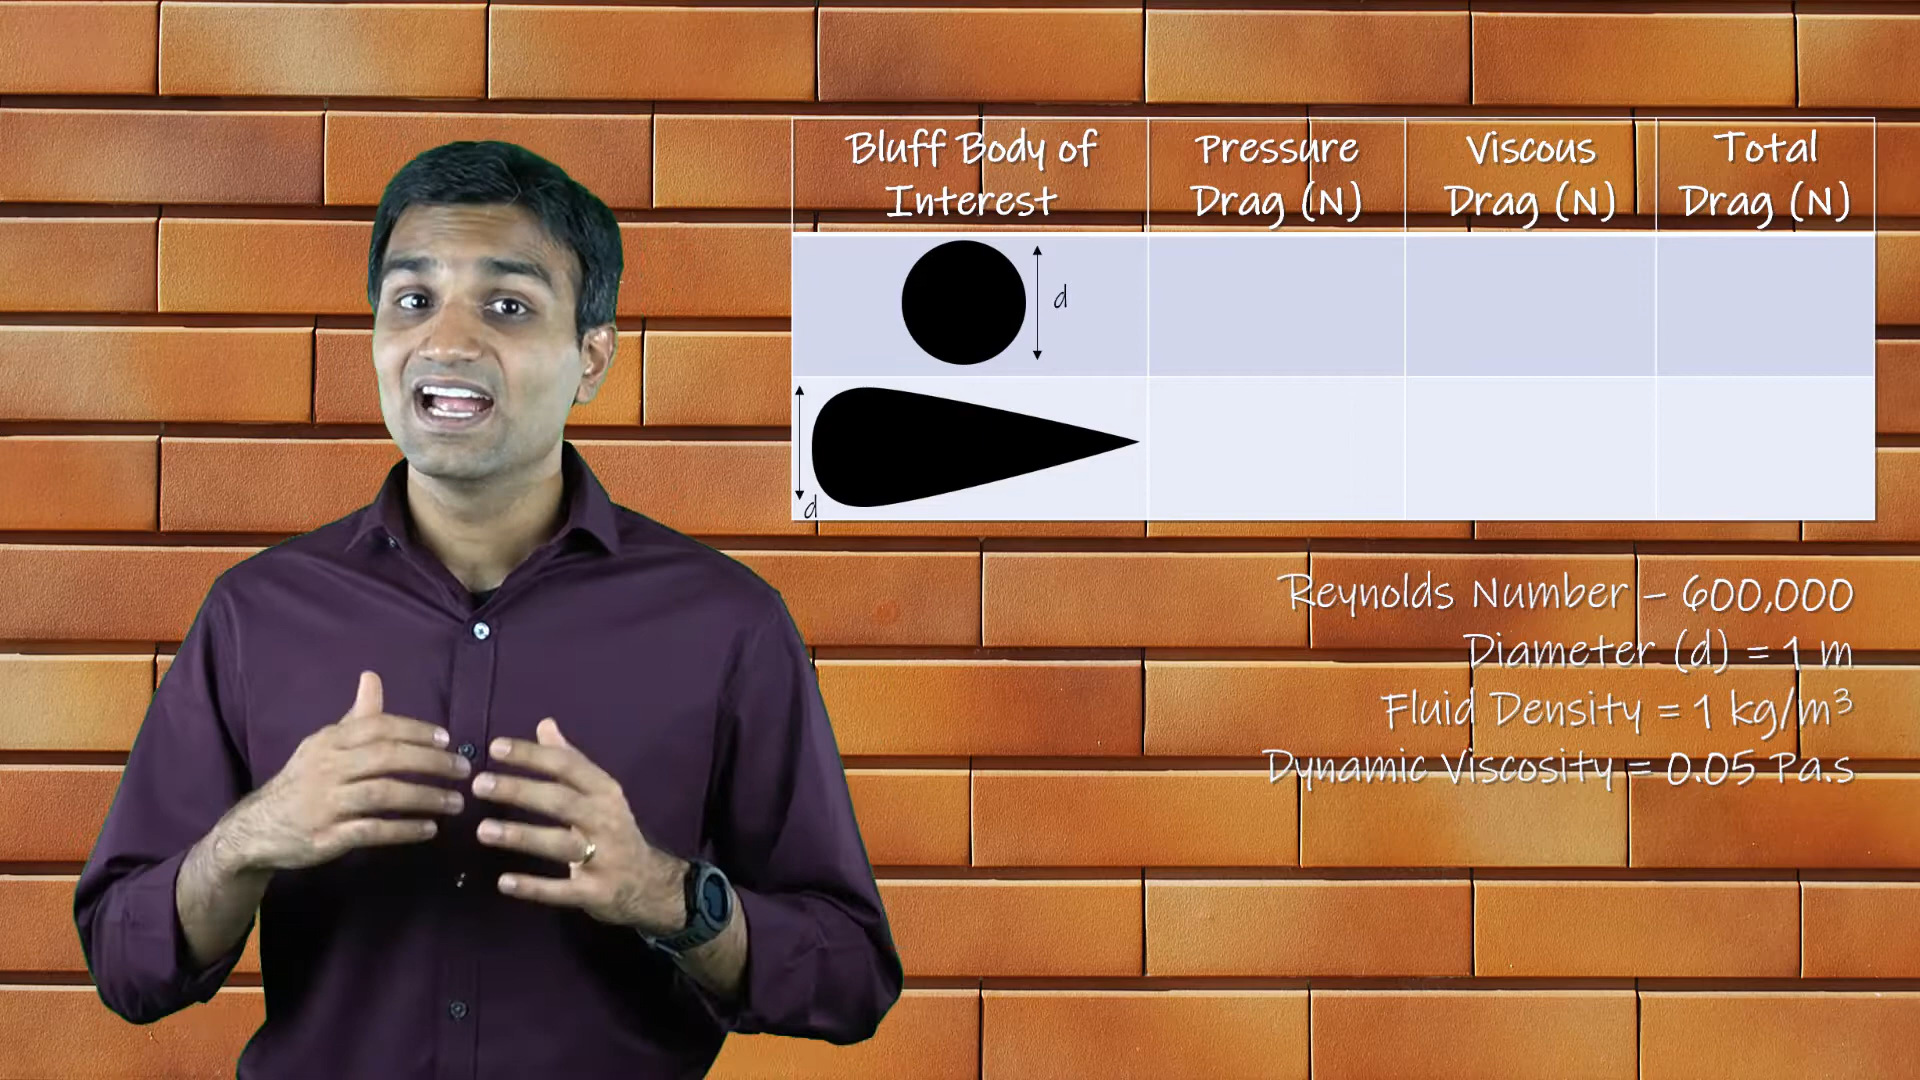 Bluff Body of
Interest
Pressure
Drag (N)
Viscous
Drag (N)
Total
Drag (N)
d
d
Reynolds Number – 600,000
Diameter (d) = 1 m
Fluid Density = 1 kg/m³
Dynamic Viscosity = 0.05 Pa.s